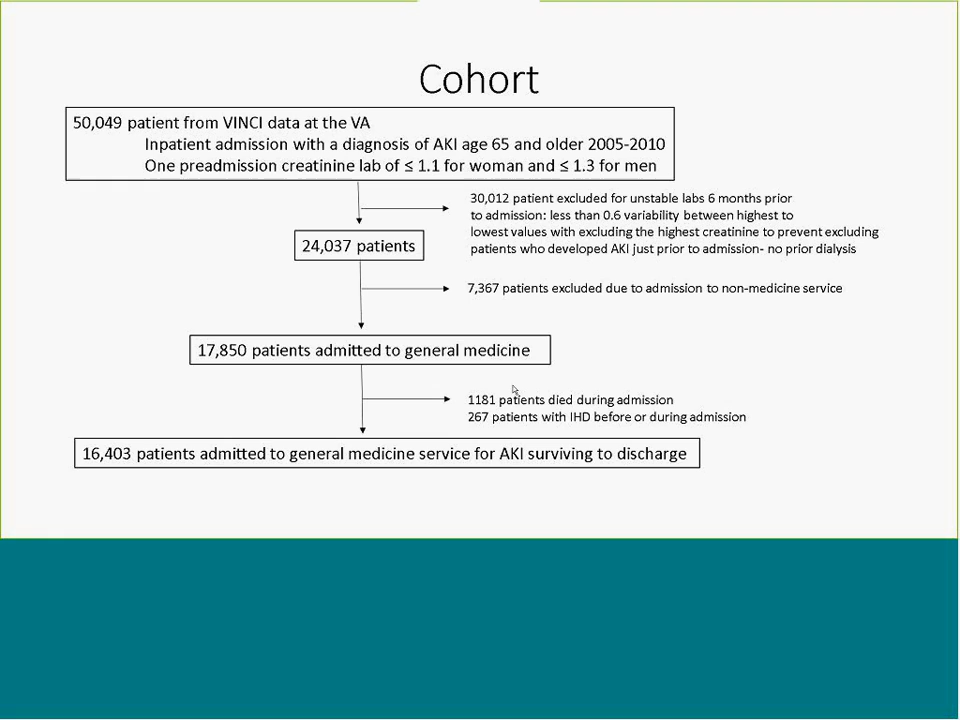 Cohort
50,049 patient from VINCI data at the VA
Inpatient admission with a diagnosis of AKI age 65 and older 2005-2010
One preadmission creatinine lab of ≤ 1.1 for woman and ≤ 1.3 for men
30,012 patient excluded for unstable labs 6 months prior
to admission: less than 0.6 variability between highest to
lowest values with excluding the highest creatinine to prevent excluding
patients who developed AKI just prior to admission- no prior dialysis
24,037 patients
7,367 patients excluded due to admission to non-medicine service
17,850 patients admitted to general medicine
1181 patients died during admission
267 patients with IHD before or during admission
16,403 patients admitted to general medicine service for AKI surviving to discharge